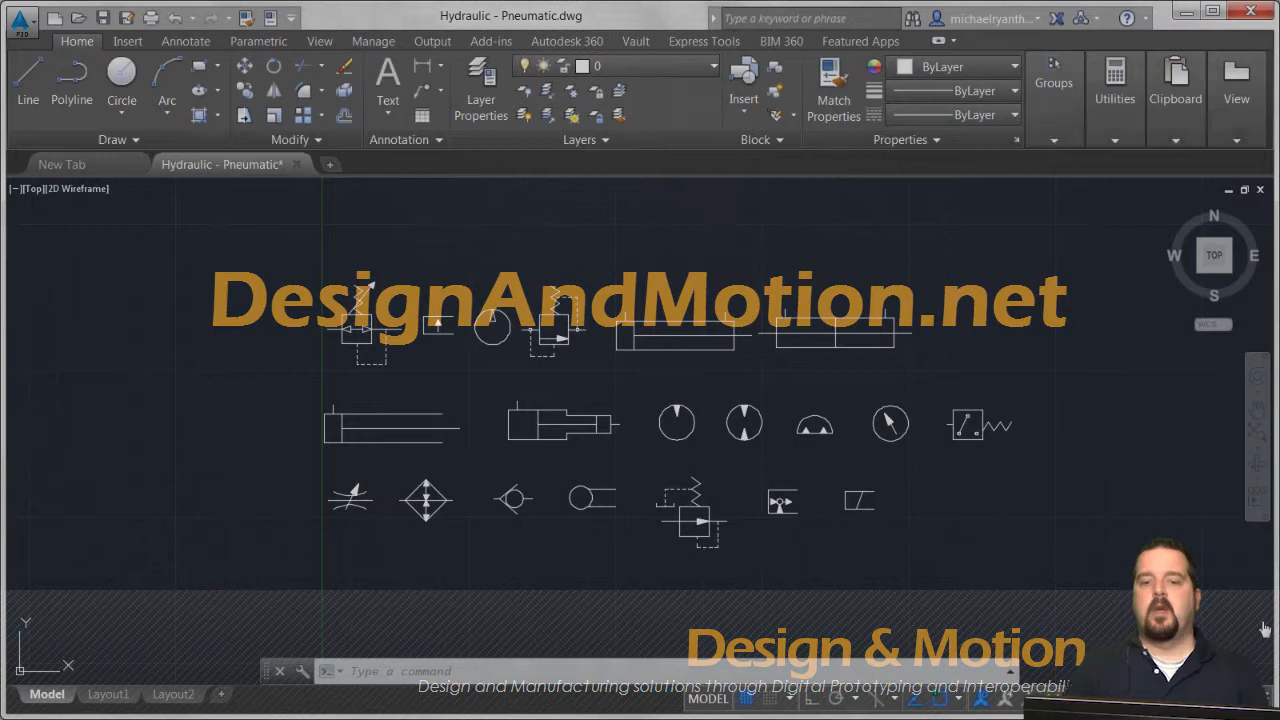 Hydraulic - Pneumatic.dwg
Type a keyword or phrase
michaelryanth...
PID
Home Insert Annotate Parametric View Manage Output Add-ins Autodesk 360 Vault Express Tools BIM 360 Featured Apps
0
ByLayer
ByLayer
ByLayer
Line Polyline Circle Arc Text Layer Properties Insert Match Properties Groups Utilities Clipboard View
Draw Modify Annotation Layers Block Properties
New Tab Hydraulic - Pneumatic*
[−][Top][2D Wireframe]
N
W TOP E
S
WCS
DesignAndMotion.net
Y
X
Design & Motion
Type a command
Design and Manufacturing solutions through Digital Prototyping and Interoperabil
Model Layout1 Layout2 +
MODEL